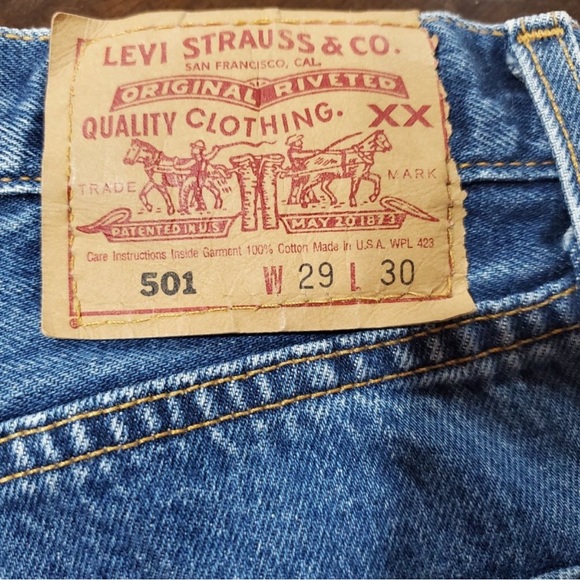 LEVI STRAUSS & CO.
SAN FRANCISCO, CAL.
ORIGINAL RIVETED
QUALITY CLOTHING. XX
TRADE MARK
PATENTED IN U.S. MAY 20 1873
Care Instructions Inside Garment 100% Cotton Made in U.S.A. WPL 423
501 W 29 L 30